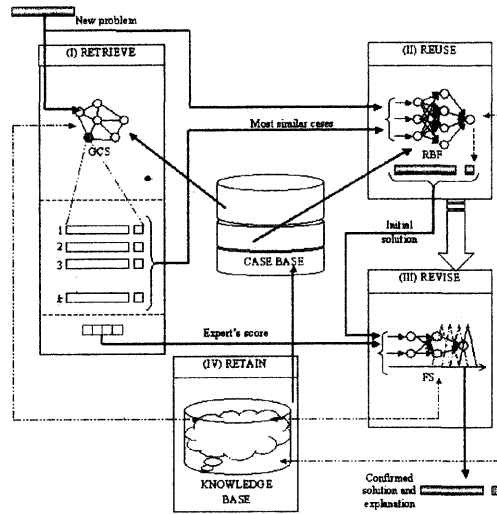 New problem
(I) RETRIEVE
(II) REUSE
GCS
Most similar cases
RBF
Initial
solution
1
2
3
k
CASE BASE
(III) REVISE
Expert's score
(IV) RETAIN
FS
KNOWLEDGE
BASE
Confirmed
solution and
explanation